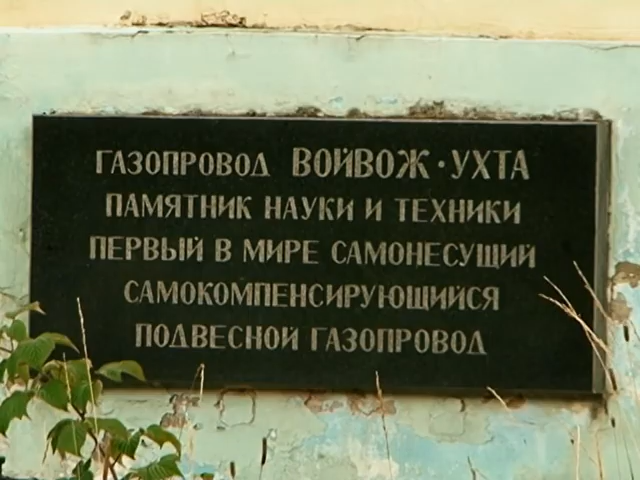 ГАЗОПРОВОД ВОЙВОЖ·УХТА
ПАМЯТНИК НАУКИ И ТЕХНИКИ
ПЕРВЫЙ В МИРЕ САМОНЕСУЩИЙ
САМОКОМПЕНСИРУЮЩИЙСЯ
ПОДВЕСНОЙ ГАЗОПРОВОД